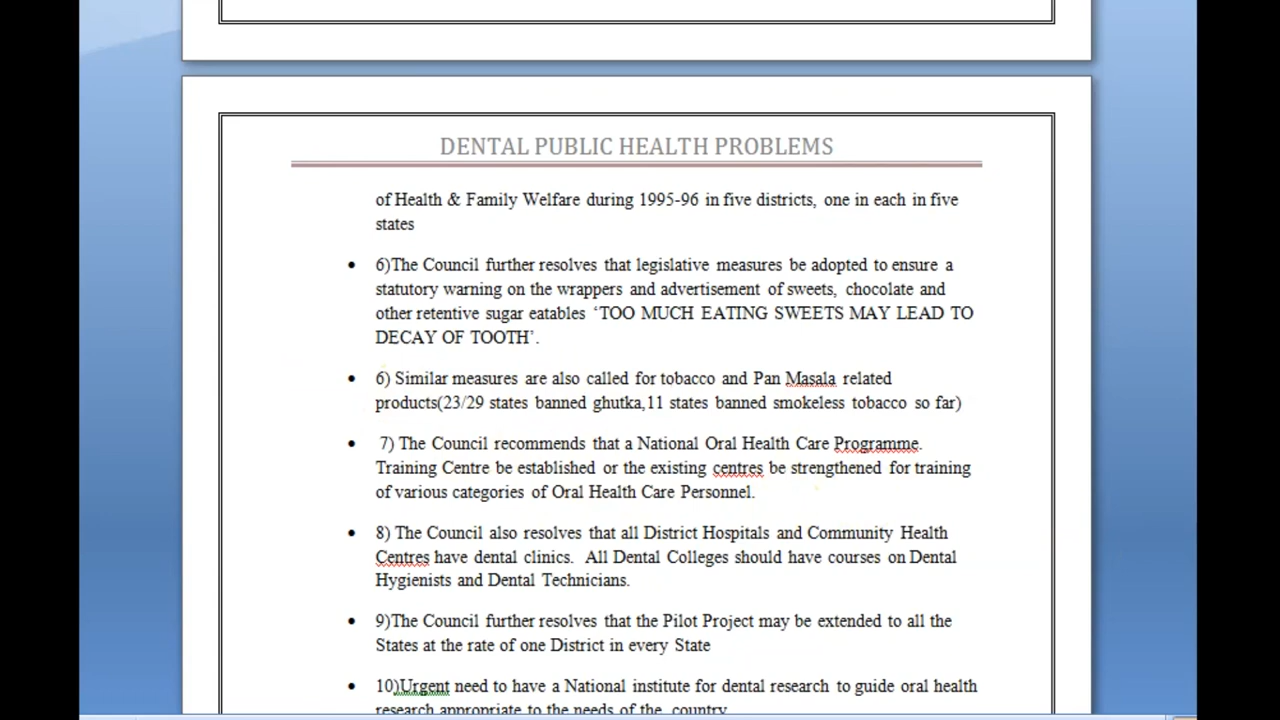 DENTAL PUBLIC HEALTH PROBLEMS
of Health & Family Welfare during 1995-96 in five districts, one in each in five
states
• 6)The Council further resolves that legislative measures be adopted to ensure a
statutory warning on the wrappers and advertisement of sweets, chocolate and
other retentive sugar eatables ‘TOO MUCH EATING SWEETS MAY LEAD TO
DECAY OF TOOTH’.
• 6) Similar measures are also called for tobacco and Pan Masala related
products(23/29 states banned ghutka,11 states banned smokeless tobacco so far)
• 7) The Council recommends that a National Oral Health Care Programme.
Training Centre be established or the existing centres be strengthened for training
of various categories of Oral Health Care Personnel.
• 8) The Council also resolves that all District Hospitals and Community Health
Centres have dental clinics. All Dental Colleges should have courses on Dental
Hygienists and Dental Technicians.
• 9)The Council further resolves that the Pilot Project may be extended to all the
States at the rate of one District in every State
• 10)Urgent need to have a National institute for dental research to guide oral health
research appropriate to the needs of the country